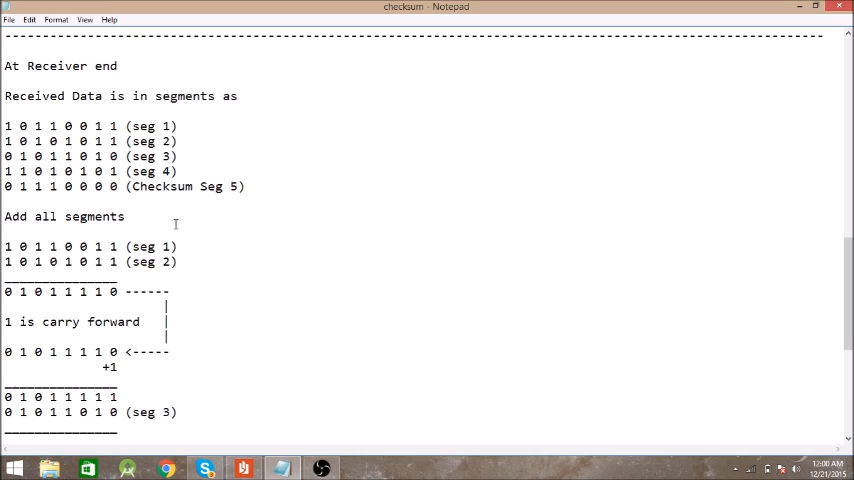 checksum - Notepad
File Edit Format View Help
--------------------------------------------------------------------------------------------------------------
At Receiver end
Received Data is in segments as
1 0 1 1 0 0 1 1 (seg 1)
1 0 1 0 1 0 1 1 (seg 2)
0 1 0 1 1 0 1 0 (seg 3)
1 1 0 1 0 1 0 1 (seg 4)
0 1 1 1 0 0 0 0 (Checksum Seg 5)
Add all segments
1 0 1 1 0 0 1 1 (seg 1)
1 0 1 0 1 0 1 1 (seg 2)
_______________
0 1 0 1 1 1 1 0 ------
|
1 is carry forward |
|
0 1 0 1 1 1 1 0 <-----
+1
_______________
0 1 0 1 1 1 1 1
0 1 0 1 1 0 1 0 (seg 3)
_______________
12:00 AM
12/21/2015